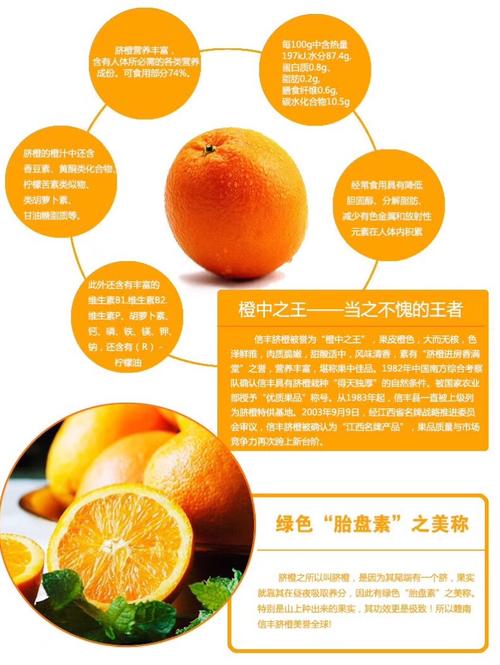 脐橙营养丰富，
含有人体所必需的各类营养
成份。可食用部分74%。
每100g中含热量
197kJ,水分87.4g,
蛋白质0.8g、
脂肪0.2g,
膳食纤维0.6g,
碳水化合物10.5g
脐橙的橙汁中还含
香豆素、黄酮类化合物、
柠檬苦素类似物、
类胡萝卜素、
甘油糖脂质等。
经常食用具有降低
胆固醇、分解脂肪、
减少有色金属和放射性
元素在人体内积累
此外还含有丰富的
维生素B1.维生素B2.
维生素P、胡萝卜素、
钙、磷、铁、镁、钾、
钠，还含有（R）-
柠檬油
橙中之王——当之不愧的王者
信丰脐橙被誉为“橙中之王”，果皮橙色，大而无核，色
泽鲜雅，肉质脆嫩，甜酸适中，风味清香，素有“脐橙进房香满
堂”之誉，营养丰富，堪称果中佳品。1982年中国南方综合考察
队确认信丰具有脐橙栽种“得天独厚”的自然条件。被国家农业
部授予“优质果品”称号。从1983年起，信丰县一直被上级列
为脐橙特供基地。2003年9月9日，经江西省名牌战略推进委员
会审议，信丰脐橙被确认为“江西名牌产品”，果品质量与市场
竞争力再次跨上新台阶。
绿色“胎盘素”之美称
脐橙之所以叫脐橙，是因为其尾端有一个脐，果实
就靠其在昼夜吸取养分，因此有绿色“胎盘素”之美称。
特别是山上种出来的果实，其功效更是极致！所以赣南
信丰脐橙美誉全球!